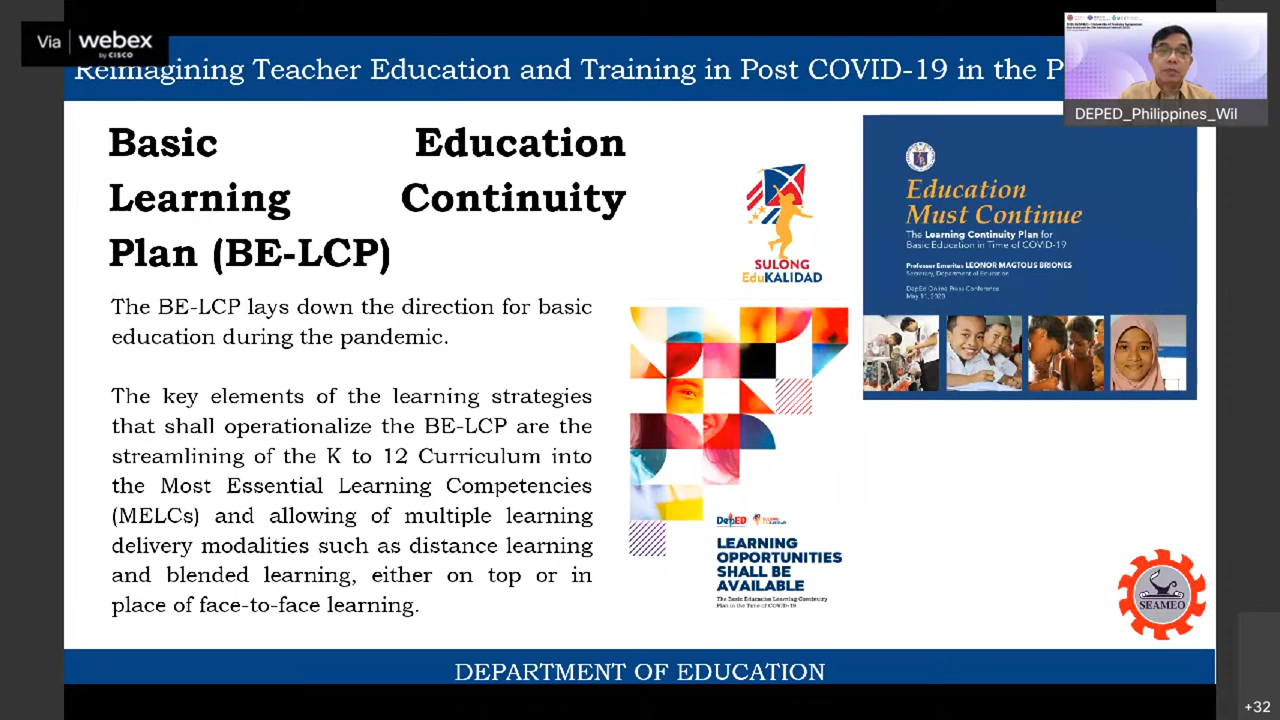 Via webex
by CISCO
Reimagining Teacher Education and Training in Post COVID-19 in the P
DEPED_Philippines_Wil
Basic Education
Learning Continuity
Plan (BE-LCP)
The BE-LCP lays down the direction for basic
education during the pandemic.
The key elements of the learning strategies
that shall operationalize the BE-LCP are the
streamlining of the K to 12 Curriculum into
the Most Essential Learning Competencies
(MELCs) and allowing of multiple learning
delivery modalities such as distance learning
and blended learning, either on top or in
place of face-to-face learning.
SULONG
EduKALIDAD
Education
Must Continue
The Learning Continuity Plan for
Basic Education in Time of COVID-19
Professor Emeritus LEONOR MAGTOLIS BRIONES
Secretary, Department of Education
DepEd Online Press Conference
May 11, 2020
DepED
LEARNING
OPPORTUNITIES
SHALL BE
AVAILABLE
The Basic Education Learning Continuity
Plan in the Time of COVID-19
SEAMEO
DEPARTMENT OF EDUCATION
+32